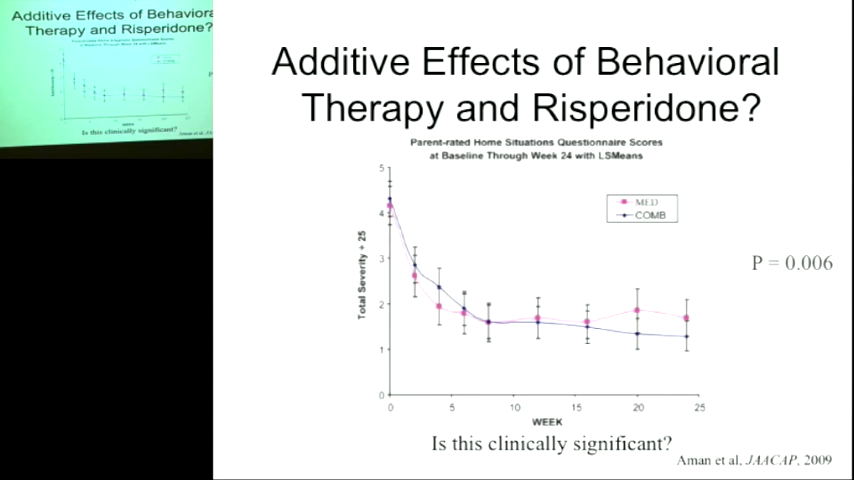 Additive Effects of Behaviora
Therapy and Risperidone?
Is this clinically significant?
Additive Effects of Behavioral
Therapy and Risperidone?
Parent-rated Home Situations Questionnaire Scores
at Baseline Through Week 24 with LSMeans
5
4
3
2
1
0
Total Severity ÷ 25
MED
COMB
P = 0.006
0 5 10 15 20 25
WEEK
Is this clinically significant?
Aman et al, JAACAP, 2009